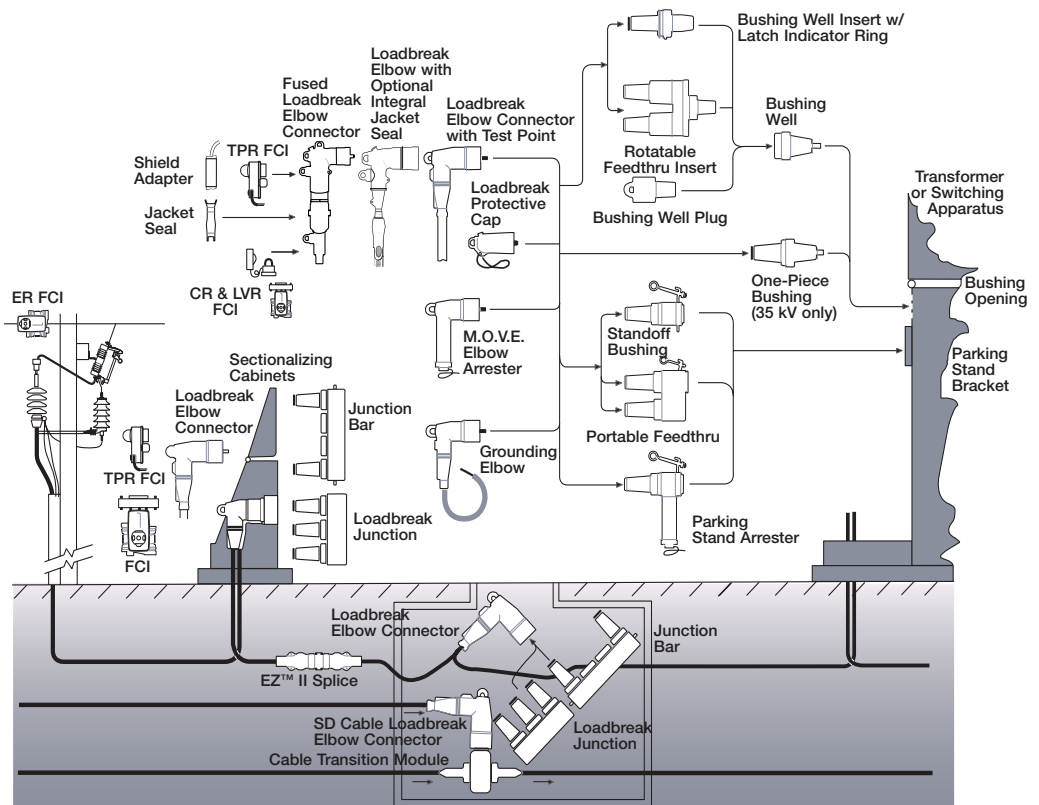 Bushing Well Insert w/
Latch Indicator Ring
Loadbreak
Elbow with
Optional
Integral
Jacket
Seal
Fused
Loadbreak
Elbow
Connector
Loadbreak
Elbow Connector
with Test Point
Bushing
Well
TPR FCI
Shield
Adapter
Rotatable
Feedthru Insert
Transformer
or Switching
Apparatus
Jacket
Seal
Loadbreak
Protective
Cap
Bushing Well Plug
CR & LVR
FCI
One-Piece
Bushing
(35 kV only)
Bushing
Opening
ER FCI
M.O.V.E.
Elbow
Arrester
Standoff
Bushing
Parking
Stand
Bracket
Sectionalizing
Cabinets
Loadbreak
Elbow
Connector
Junction
Bar
Portable Feedthru
Grounding
Elbow
TPR FCI
Loadbreak
Junction
Parking
Stand Arrester
FCI
Loadbreak
Elbow Connector
Junction
Bar
EZ™ II Splice
SD Cable Loadbreak
Elbow Connector
Loadbreak
Junction
Cable Transition Module